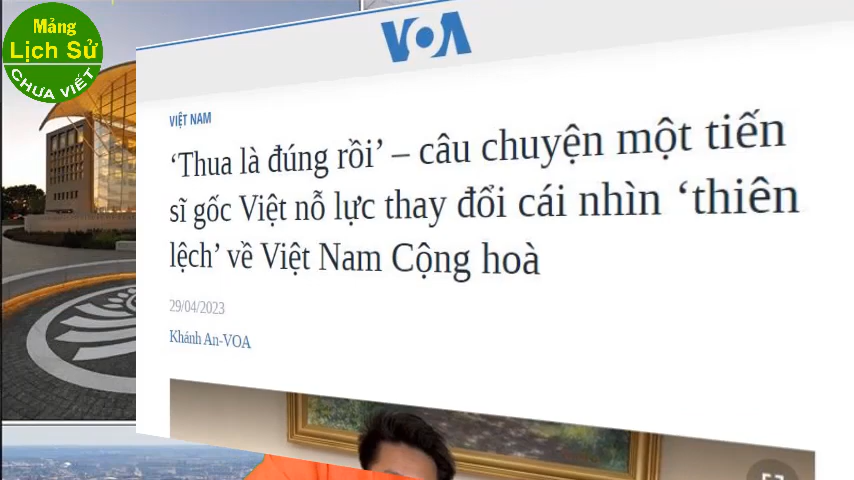 Mảng
Lịch Sử
CHƯA VIẾT
VOA
VIỆT NAM
‘Thua là đúng rồi’ – câu chuyện một tiến
sĩ gốc Việt nỗ lực thay đổi cái nhìn ‘thiên
lệch’ về Việt Nam Cộng hoà
29/04/2023
Khánh An-VOA